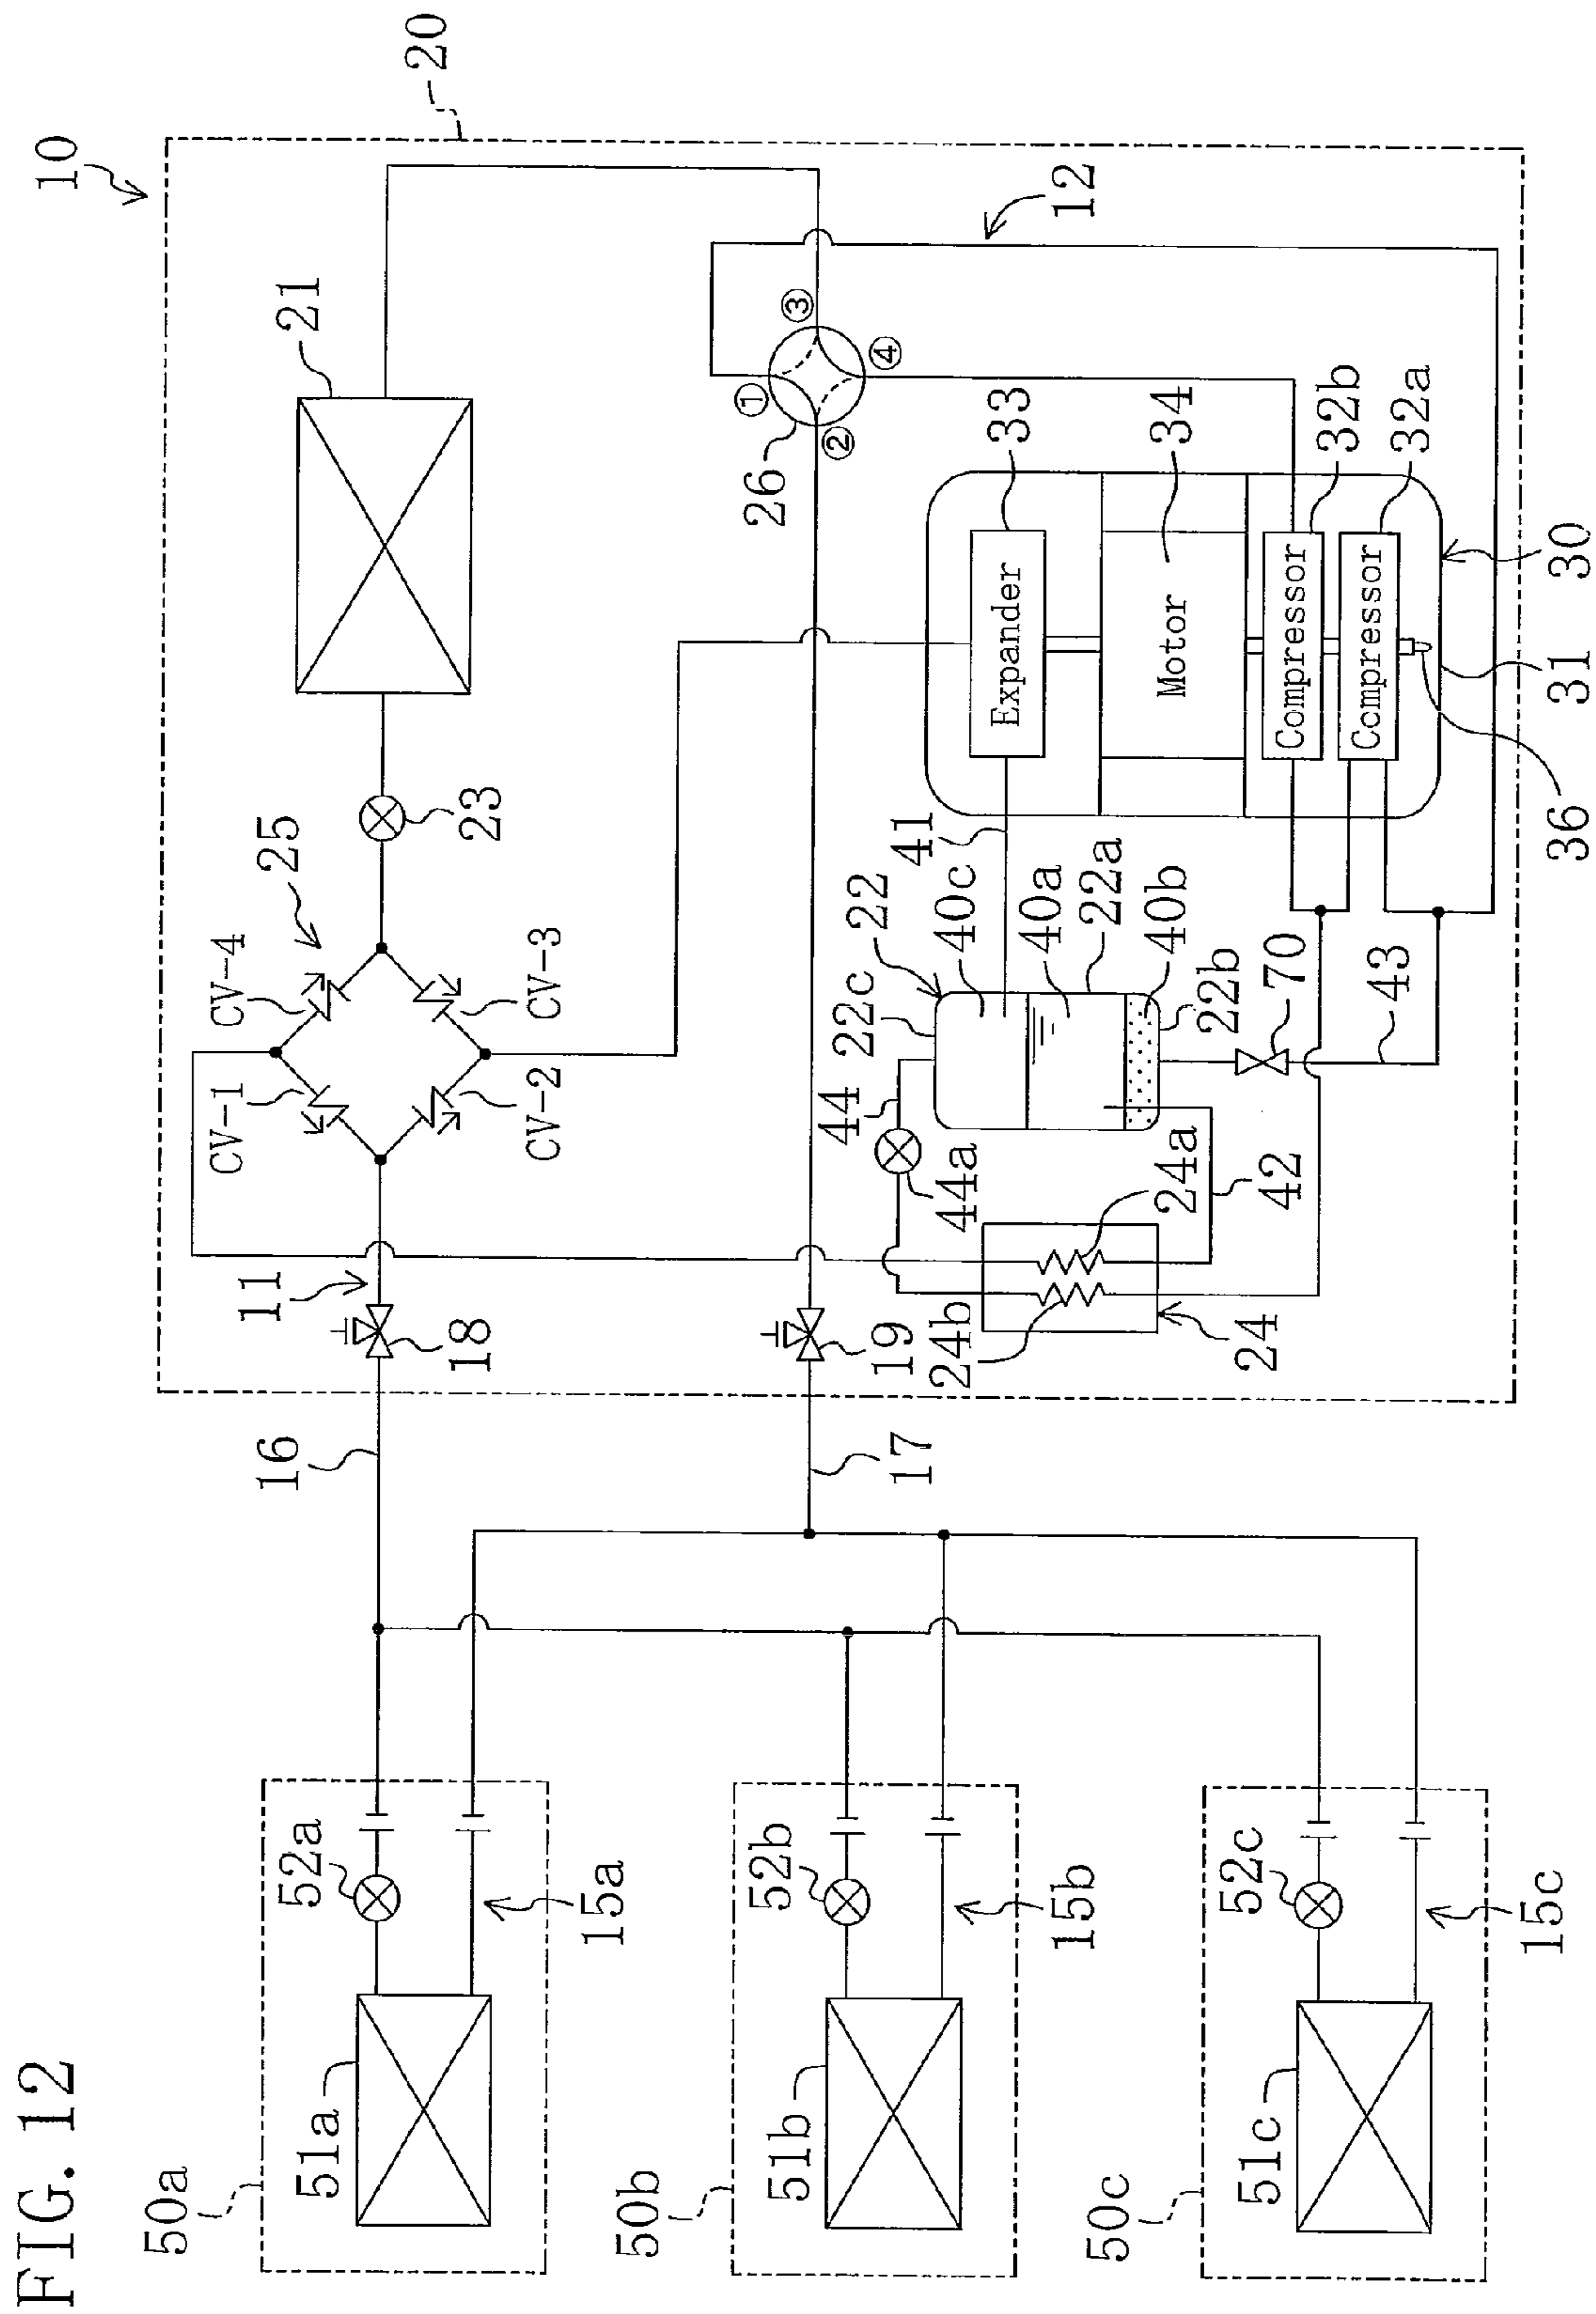 FIG. 12
10
20
50a
51a
52a
16
11
CV-1
CV-4
25
21
18
CV-2
CV-3
23
15a
50b
51b
52b
17
19
44
22c
22
26
①
②
③
④
44a
24b
40c
41
Expander
33
15b
12
40a
22a
50c
51c
52c
24
24a
42
22b
40b
70
43
Motor
34
Compressor
32b
Compressor
32a
15c
36
31
30